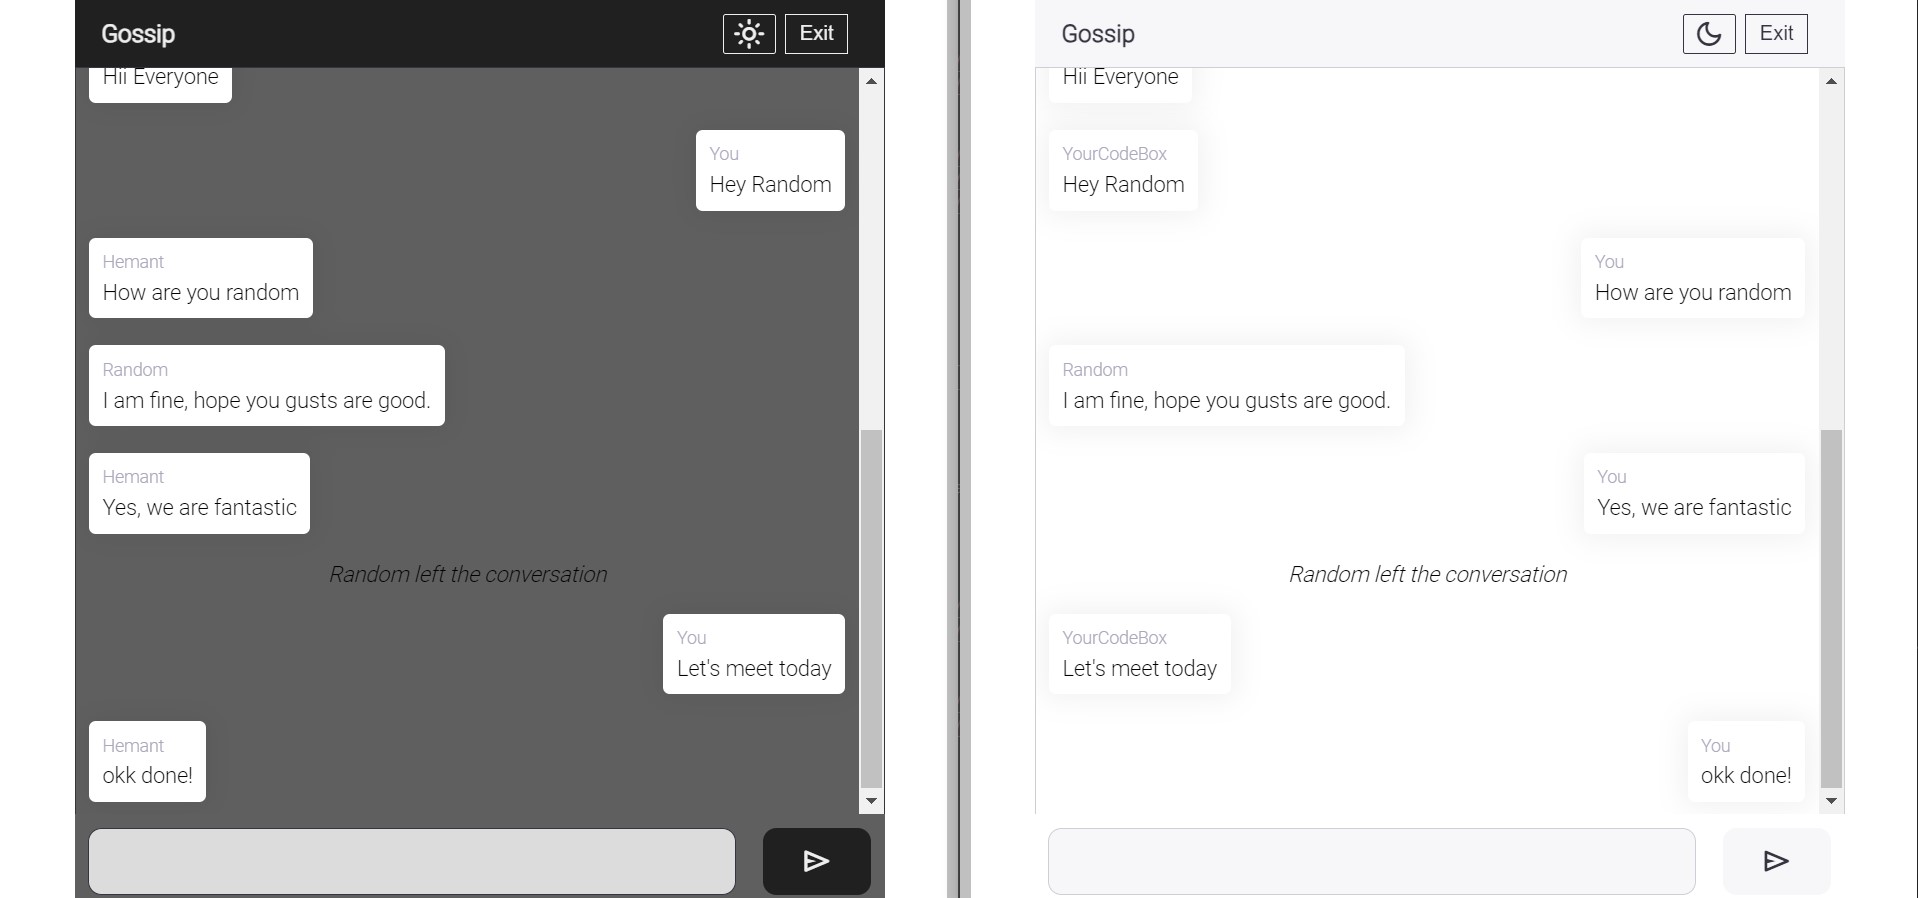 Gossip
Exit
Hii Everyone
You
Hey Random
Hemant
How are you random
Random
I am fine, hope you gusts are good.
Hemant
Yes, we are fantastic
Random left the conversation
You
Let's meet today
Hemant
okk done!
Gossip
Exit
Hii Everyone
YourCodeBox
Hey Random
You
How are you random
Random
I am fine, hope you gusts are good.
You
Yes, we are fantastic
Random left the conversation
YourCodeBox
Let's meet today
You
okk done!